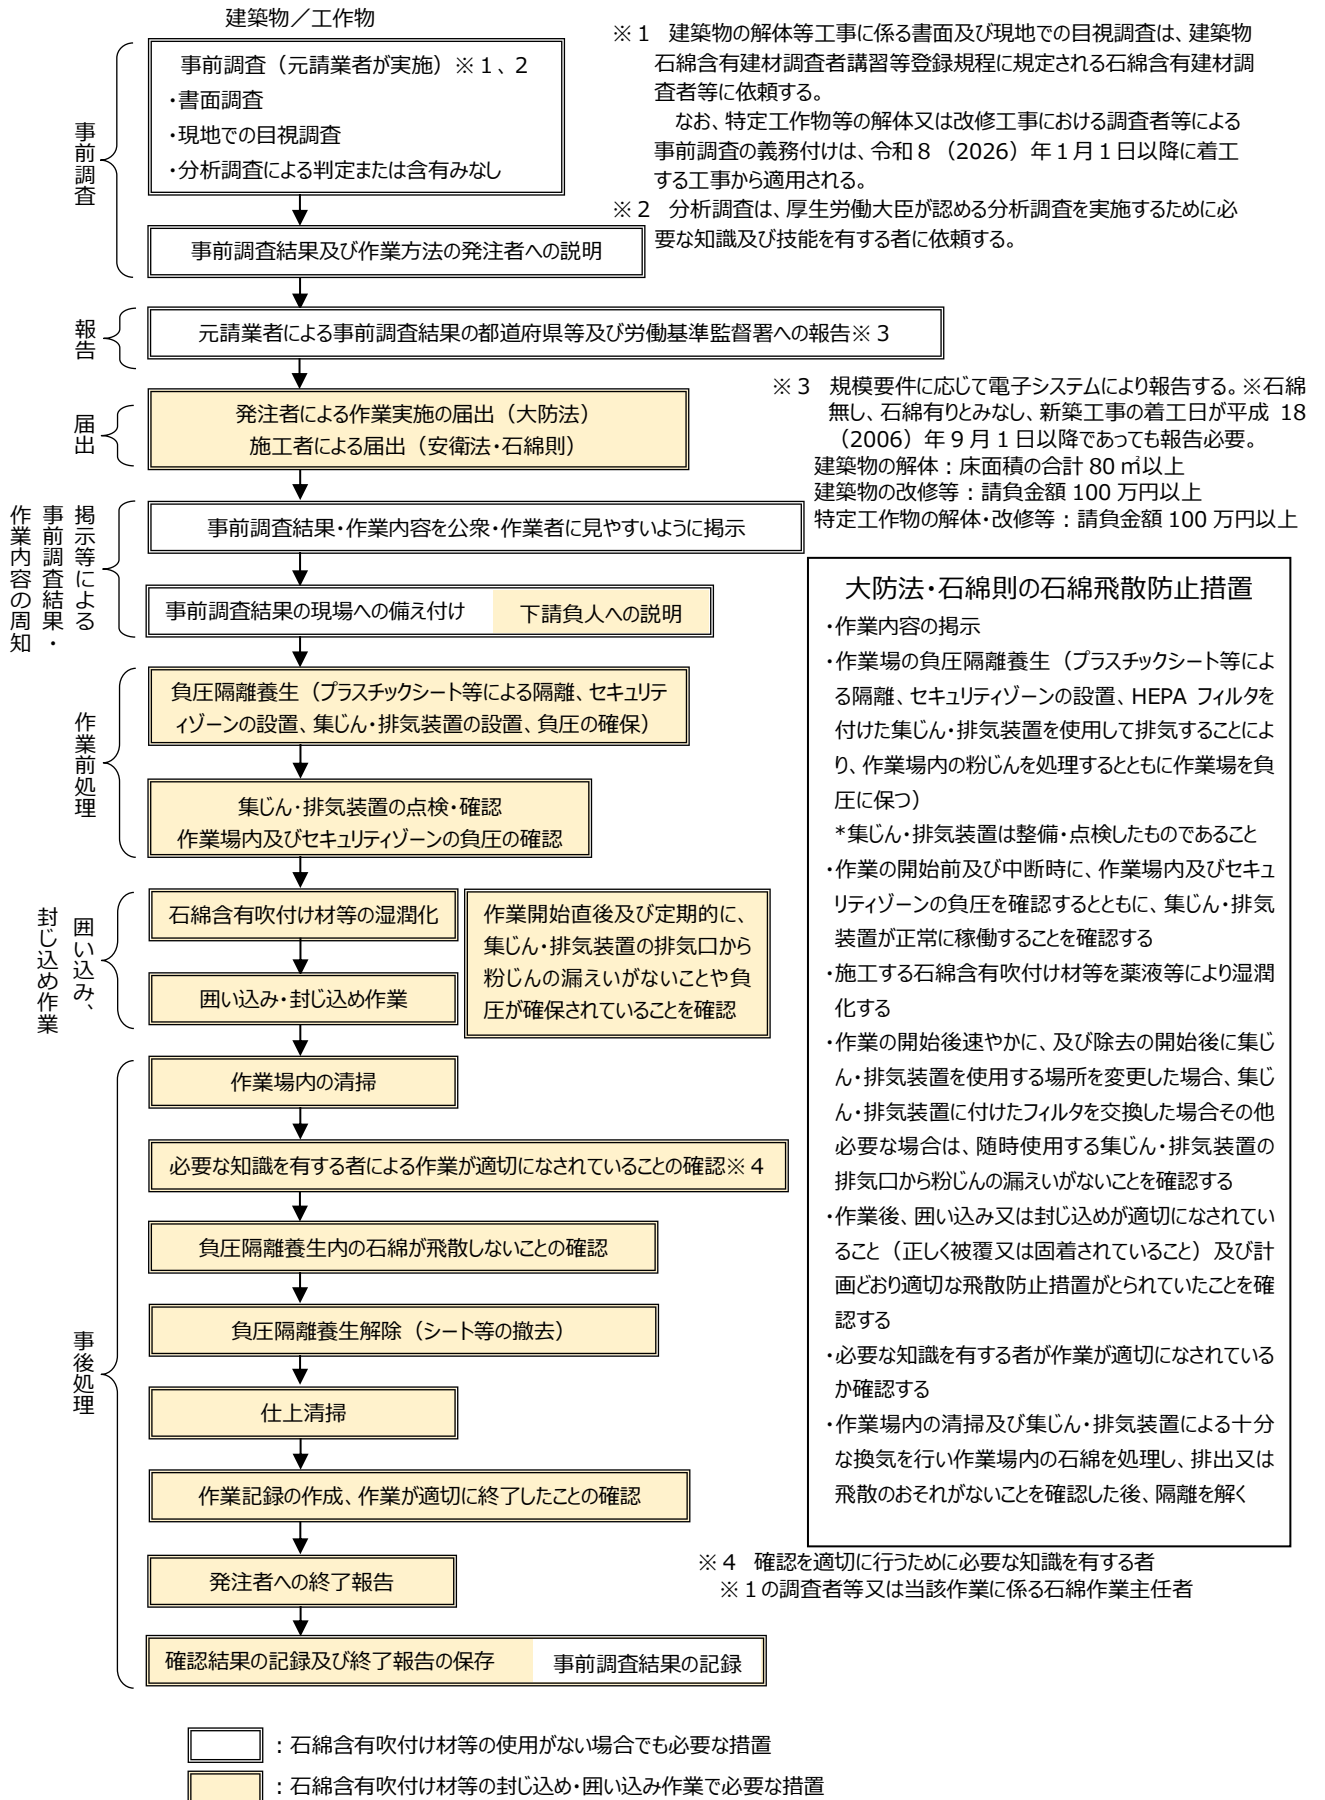 建築物／工作物
事前調査
事前調査（元請業者が実施）※１、２
・書面調査
・現地での目視調査
・分析調査による判定または含有みなし
事前調査結果及び作業方法の発注者への説明
※１　建築物の解体等工事に係る書面及び現地での目視調査は、建築物
石綿含有建材調査者講習等登録規程に規定される石綿含有建材調
査者等に依頼する。
なお、特定工作物等の解体又は改修工事における調査者等による
事前調査の義務付けは、令和８（2026）年１月１日以降に着工
する工事から適用される。
※２　分析調査は、厚生労働大臣が認める分析調査を実施するために必
要な知識及び技能を有する者に依頼する。
報告
元請業者による事前調査結果の都道府県等及び労働基準監督署への報告※３
届出
発注者による作業実施の届出（大防法）
施工者による届出（安衛法・石綿則）
※３　規模要件に応じて電子システムにより報告する。※石綿
無し、石綿有りとみなし、新築工事の着工日が平成 18
（2006）年９月１日以降であっても報告必要。
建築物の解体：床面積の合計 80 ㎡以上
建築物の改修等：請負金額 100 万円以上
特定工作物の解体・改修等：請負金額 100 万円以上
掲示等による
事前調査結果・
作業内容の周知
事前調査結果・作業内容を公衆・作業者に見やすいように掲示
事前調査結果の現場への備え付け　下請負人への説明
作業前処理
負圧隔離養生（プラスチックシート等による隔離、セキュリテ
ィゾーンの設置、集じん・排気装置の設置、負圧の確保）
集じん・排気装置の点検・確認
作業場内及びセキュリティゾーンの負圧の確認
囲い込み、
封じ込め作業
石綿含有吹付け材等の湿潤化
囲い込み・封じ込め作業
作業開始直後及び定期的に、
集じん・排気装置の排気口から
粉じんの漏えいがないことや負
圧が確保されていることを確認
事後処理
作業場内の清掃
必要な知識を有する者による作業が適切になされていることの確認※４
負圧隔離養生内の石綿が飛散しないことの確認
負圧隔離養生解除（シート等の撤去）
仕上清掃
作業記録の作成、作業が適切に終了したことの確認
発注者への終了報告
確認結果の記録及び終了報告の保存　事前調査結果の記録
大防法・石綿則の石綿飛散防止措置
・作業内容の掲示
・作業場の負圧隔離養生（プラスチックシート等によ
る隔離、セキュリティゾーンの設置、HEPA フィルタを
付けた集じん・排気装置を使用して排気することによ
り、作業場内の粉じんを処理するとともに作業場を負
圧に保つ）
*集じん・排気装置は整備・点検したものであること
・作業の開始前及び中断時に、作業場内及びセキュ
リティゾーンの負圧を確認するとともに、集じん・排気
装置が正常に稼働することを確認する
・施工する石綿含有吹付け材等を薬液等により湿潤
化する
・作業の開始後速やかに、及び除去の開始後に集じ
ん・排気装置を使用する場所を変更した場合、集じ
ん・排気装置に付けたフィルタを交換した場合その他
必要な場合は、随時使用する集じん・排気装置の
排気口から粉じんの漏えいがないことを確認する
・作業後、囲い込み又は封じ込めが適切になされてい
ること（正しく被覆又は固着されていること）及び計
画どおり適切な飛散防止措置がとられていたことを確
認する
・必要な知識を有する者が作業が適切になされている
か確認する
・作業場内の清掃及び集じん・排気装置による十分
な換気を行い作業場内の石綿を処理し、排出又は
飛散のおそれがないことを確認した後、隔離を解く
※４　確認を適切に行うために必要な知識を有する者
※１の調査者等又は当該作業に係る石綿作業主任者
：石綿含有吹付け材等の使用がない場合でも必要な措置
：石綿含有吹付け材等の封じ込め・囲い込み作業で必要な措置